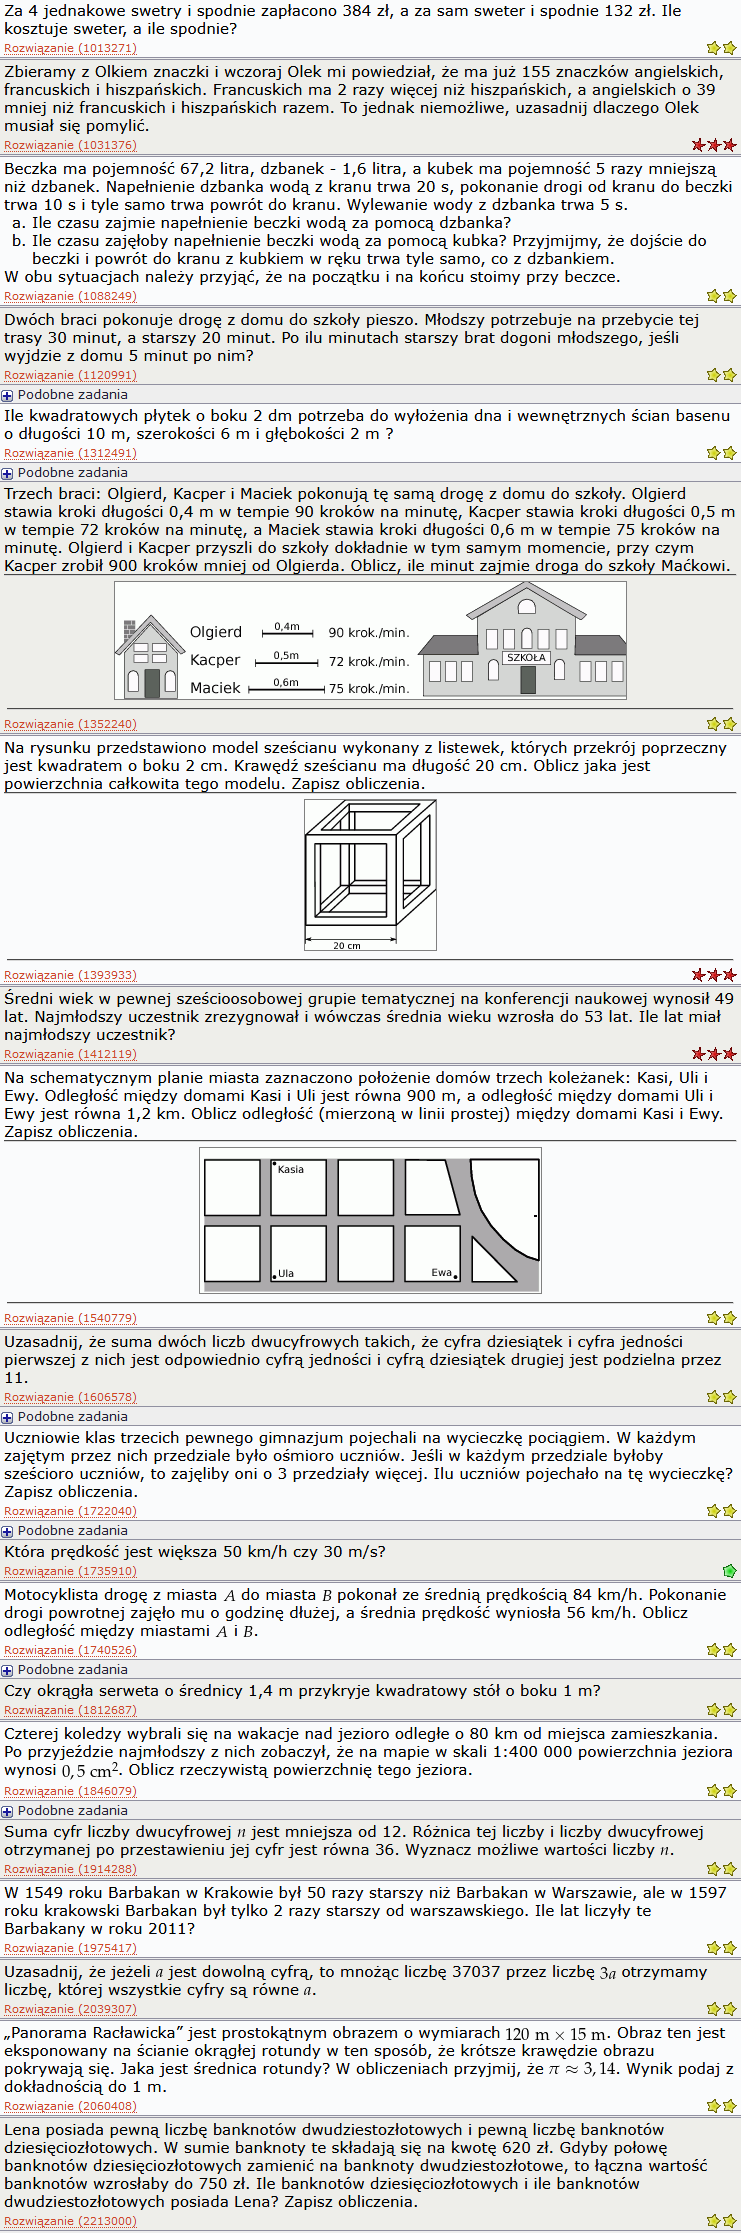 Za 4 jednakowe swetry i spodnie zapłacono 384 zł, a za sam sweter i spodnie 132 zł. Ile
kosztuje sweter, a ile spodnie?
Rozwiązanie (1013271)
Zbieramy z Olkiem znaczki i wczoraj Olek mi powiedział, że ma już 155 znaczków angielskich,
francuskich i hiszpańskich. Francuskich ma 2 razy więcej niż hiszpańskich, a angielskich o 39
mniej niż francuskich i hiszpańskich razem. To jednak niemożliwe, uzasadnij dlaczego Olek
musiał się pomylić.
Rozwiązanie (1031376)
Beczka ma pojemność 67,2 litra, dzbanek - 1,6 litra, a kubek ma pojemność 5 razy mniejszą
niż dzbanek. Napełnienie dzbanka wodą z kranu trwa 20 s, pokonanie drogi od kranu do beczki
trwa 10 s i tyle samo trwa powrót do kranu. Wylewanie wody z dzbanka trwa 5 s.
a. Ile czasu zajmie napełnienie beczki wodą za pomocą dzbanka?
b. Ile czasu zajęłoby napełnienie beczki wodą za pomocą kubka? Przyjmijmy, że dojście do
beczki i powrót do kranu z kubkiem w ręku trwa tyle samo, co z dzbankiem.
W obu sytuacjach należy przyjąć, że na początku i na końcu stoimy przy beczce.
Rozwiązanie (1088249)
Dwóch braci pokonuje drogę z domu do szkoły pieszo. Młodszy potrzebuje na przebycie tej
trasy 30 minut, a starszy 20 minut. Po ilu minutach starszy brat dogoni młodszego, jeśli
wyjdzie z domu 5 minut po nim?
Rozwiązanie (1120991)
Podobne zadania
Ile kwadratowych płytek o boku 2 dm potrzeba do wyłożenia dna i wewnętrznych ścian basenu
o długości 10 m, szerokości 6 m i głębokości 2 m ?
Rozwiązanie (1312491)
Podobne zadania
Trzech braci: Olgierd, Kacper i Maciek pokonują tę samą drogę z domu do szkoły. Olgierd
stawia kroki długości 0,4 m w tempie 90 kroków na minutę, Kacper stawia kroki długości 0,5 m
w tempie 72 kroków na minutę, a Maciek stawia kroki długości 0,6 m w tempie 75 kroków na
minutę. Olgierd i Kacper przyszli do szkoły dokładnie w tym samym momencie, przy czym
Kacper zrobił 900 kroków mniej od Olgierda. Oblicz, ile minut zajmie droga do szkoły Maćkowi.
Olgierd 0,4m 90 krok./min.
Kacper 0,5m 72 krok./min.
Maciek 0,6m 75 krok./min.
SZKOŁA
Rozwiązanie (1352240)
Na rysunku przedstawiono model sześcianu wykonany z listewek, których przekrój poprzeczny
jest kwadratem o boku 2 cm. Krawędź sześcianu ma długość 20 cm. Oblicz jaka jest
powierzchnia całkowita tego modelu. Zapisz obliczenia.
20 cm
Rozwiązanie (1393933)
Średni wiek w pewnej sześcioosobowej grupie tematycznej na konferencji naukowej wynosił 49
lat. Najmłodszy uczestnik zrezygnował i wówczas średnia wieku wzrosła do 53 lat. Ile lat miał
najmłodszy uczestnik?
Rozwiązanie (1412119)
Na schematycznym planie miasta zaznaczono położenie domów trzech koleżanek: Kasi, Uli i
Ewy. Odległość między domami Kasi i Uli jest równa 900 m, a odległość między domami Uli i
Ewy jest równa 1,2 km. Oblicz odległość (mierzoną w linii prostej) między domami Kasi i Ewy.
Zapisz obliczenia.
Kasia
Ula
Ewa
Rozwiązanie (1540779)
Uzasadnij, że suma dwóch liczb dwucyfrowych takich, że cyfra dziesiątek i cyfra jedności
pierwszej z nich jest odpowiednio cyfrą jedności i cyfrą dziesiątek drugiej jest podzielna przez
11.
Rozwiązanie (1606578)
Podobne zadania
Uczniowie klas trzecich pewnego gimnazjum pojechali na wycieczkę pociągiem. W każdym
zajętym przez nich przedziale było ośmioro uczniów. Jeśli w każdym przedziale byłoby
sześcioro uczniów, to zajęliby oni o 3 przedziały więcej. Ilu uczniów pojechało na tę wycieczkę?
Zapisz obliczenia.
Rozwiązanie (1722040)
Podobne zadania
Która prędkość jest większa 50 km/h czy 30 m/s?
Rozwiązanie (1735910)
Motocyklista drogę z miasta A do miasta B pokonał ze średnią prędkością 84 km/h. Pokonanie
drogi powrotnej zajęło mu o godzinę dłużej, a średnia prędkość wyniosła 56 km/h. Oblicz
odległość między miastami A i B.
Rozwiązanie (1740526)
Podobne zadania
Czy okrągła serweta o średnicy 1,4 m przykryje kwadratowy stół o boku 1 m?
Rozwiązanie (1812687)
Czterej koledzy wybrali się na wakacje nad jezioro odległe o 80 km od miejsca zamieszkania.
Po przyjeździe najmłodszy z nich zobaczył, że na mapie w skali 1:400 000 powierzchnia jeziora
wynosi 0,5 cm². Oblicz rzeczywistą powierzchnię tego jeziora.
Rozwiązanie (1846079)
Podobne zadania
Suma cyfr liczby dwucyfrowej n jest mniejsza od 12. Różnica tej liczby i liczby dwucyfrowej
otrzymanej po przestawieniu jej cyfr jest równa 36. Wyznacz możliwe wartości liczby n.
Rozwiązanie (1914288)
W 1549 roku Barbakan w Krakowie był 50 razy starszy niż Barbakan w Warszawie, ale w 1597
roku krakowski Barbakan był tylko 2 razy starszy od warszawskiego. Ile lat liczyły te
Barbakany w roku 2011?
Rozwiązanie (1975417)
Uzasadnij, że jeżeli a jest dowolną cyfrą, to mnożąc liczbę 37037 przez liczbę 3a otrzymamy
liczbę, której wszystkie cyfry są równe a.
Rozwiązanie (2039307)
„Panorama Racławicka” jest prostokątnym obrazem o wymiarach 120 m × 15 m. Obraz ten jest
eksponowany na ścianie okrągłej rotundy w ten sposób, że krótsze krawędzie obrazu
pokrywają się. Jaka jest średnica rotundy? W obliczeniach przyjmij, że π ≈ 3,14. Wynik podaj z
dokładnością do 1 m.
Rozwiązanie (2060408)
Lena posiada pewną liczbę banknotów dwudziestozłotowych i pewną liczbę banknotów
dziesięciozłotowych. W sumie banknoty te składają się na kwotę 620 zł. Gdyby połowę
banknotów dziesięciozłotowych zamienić na banknoty dwudziestozłotowe, to łączna wartość
banknotów wzrosłaby do 750 zł. Ile banknotów dziesięciozłotowych i ile banknotów
dwudziestozłotowych posiada Lena? Zapisz obliczenia.
Rozwiązanie (2213000)